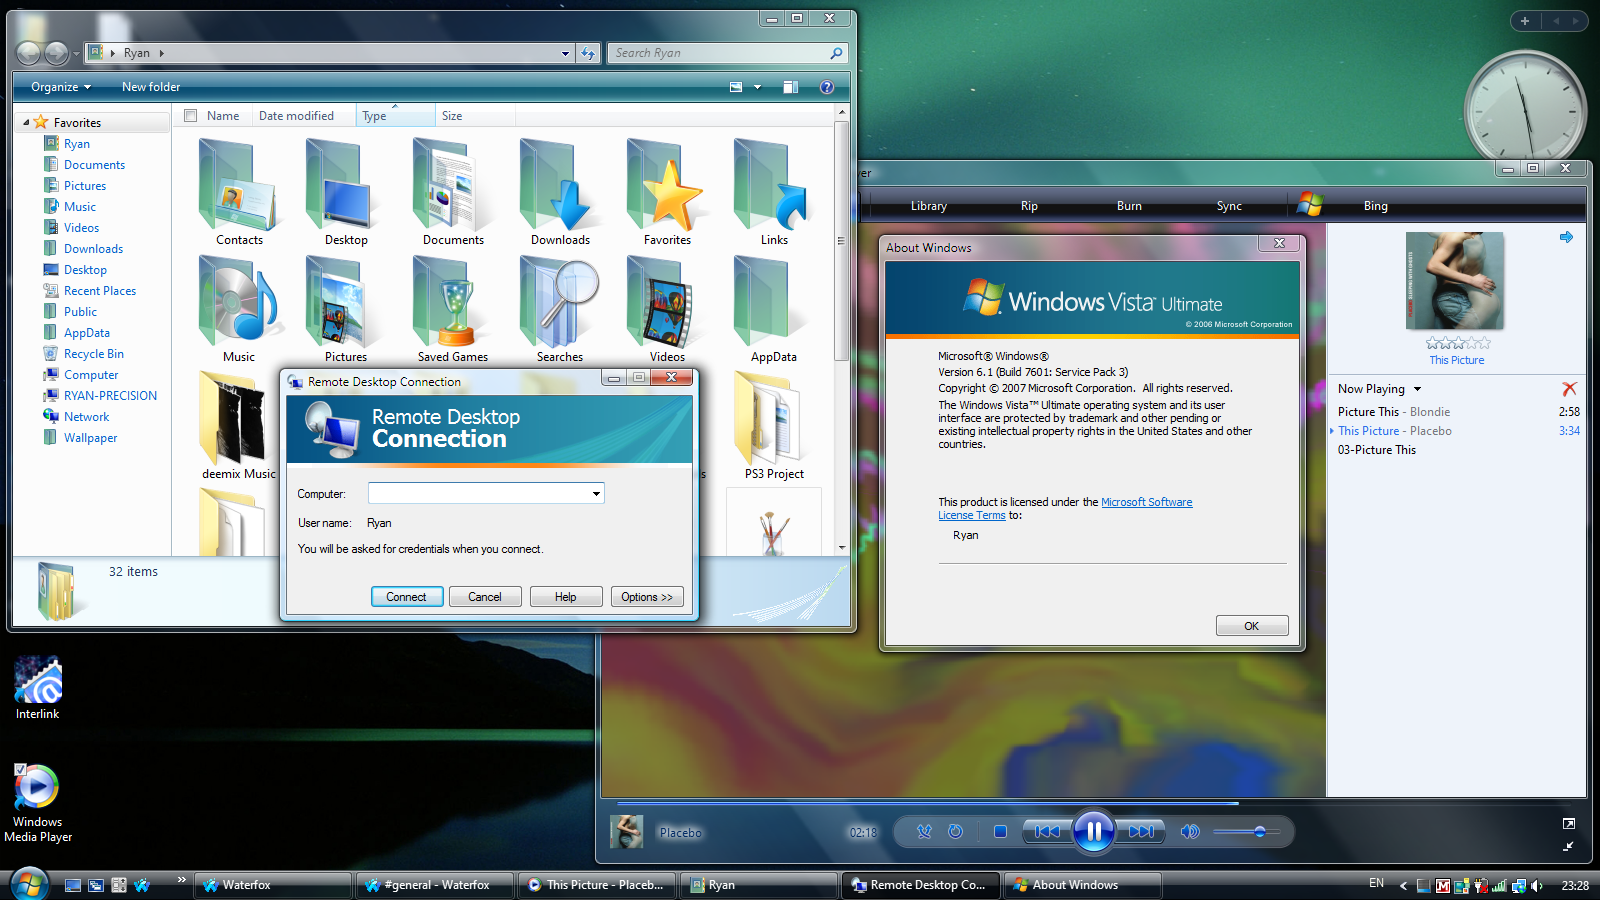 Ryan
Search Ryan
Organize
New folder
Name
Date modified
Type
Size
Favorites
Ryan
Documents
Pictures
Music
Videos
Downloads
Desktop
Recent Places
Public
AppData
Recycle Bin
Computer
RYAN-PRECISION
Network
Wallpaper
Contacts
Desktop
Documents
Downloads
Favorites
Links
Music
Pictures
Saved Games
Searches
Videos
AppData
deemix Music
PS3 Project
32 items
Remote Desktop Connection
Remote Desktop
Connection
Computer:
User name: Ryan
You will be asked for credentials when you connect.
Connect
Cancel
Help
Options >>
Library
Rip
Burn
Sync
Bing
About Windows
Windows Vista™ Ultimate
© 2006 Microsoft Corporation
Microsoft® Windows®
Version 6.1 (Build 7601: Service Pack 3)
Copyright © 2007 Microsoft Corporation. All rights reserved.
The Windows Vista™ Ultimate operating system and its user
interface are protected by trademark and other pending or
existing intellectual property rights in the United States and other
countries.
This product is licensed under the Microsoft Software
License Terms to:
Ryan
OK
This Picture
Now Playing
Picture This - Blondie 2:58
This Picture - Placebo 3:34
03-Picture This
Placebo
02:18
Interlink
Windows
Media Player
Waterfox
#general - Waterfox
This Picture - Placeb...
Ryan
Remote Desktop Co...
About Windows
EN
23:28